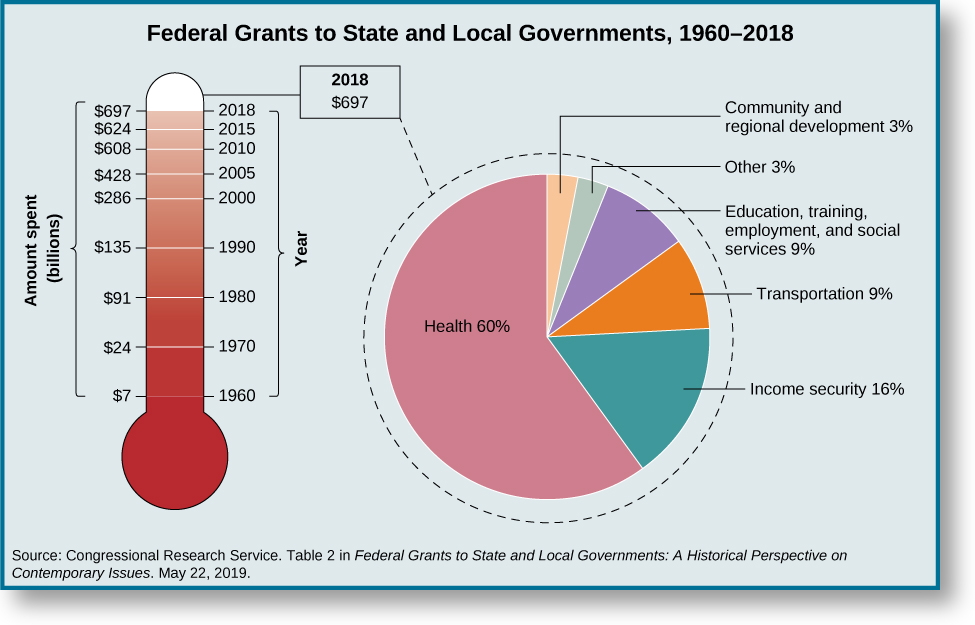 Federal Grants to State and Local Governments, 1960–2018
2018
$697
Amount spent
(billions)
$697
$624
$608
$428
$286
$135
$91
$24
$7
2018
2015
2010
2005
2000
1990
1980
1970
1960
Year
Community and
regional development 3%
Other 3%
Education, training,
employment, and social
services 9%
Transportation 9%
Income security 16%
Health 60%
Source: Congressional Research Service. Table 2 in Federal Grants to State and Local Governments: A Historical Perspective on
Contemporary Issues. May 22, 2019.